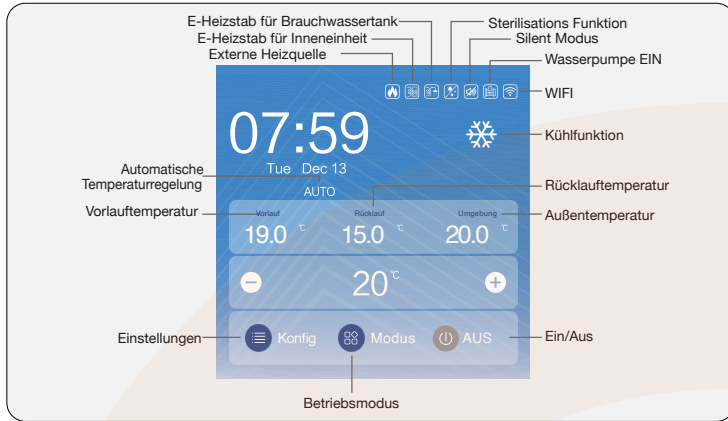 E-Heizstab für Brauchwassertank
E-Heizstab für Inneneinheit
Externe Heizquelle
Sterilisations Funktion
Silent Modus
Wasserpumpe EIN
WIFI
07:59
Tue Dec 13
Kühlfunktion
Automatische
Temperaturregelung
AUTO
Rücklauftemperatur
Vorlauftemperatur
Außentemperatur
Vorlauf Rücklauf Umgebung
19.0 °C 15.0 °C 20.0 °C
20 °C
Einstellungen
Konfig Modus AUS
Ein/Aus
Betriebsmodus